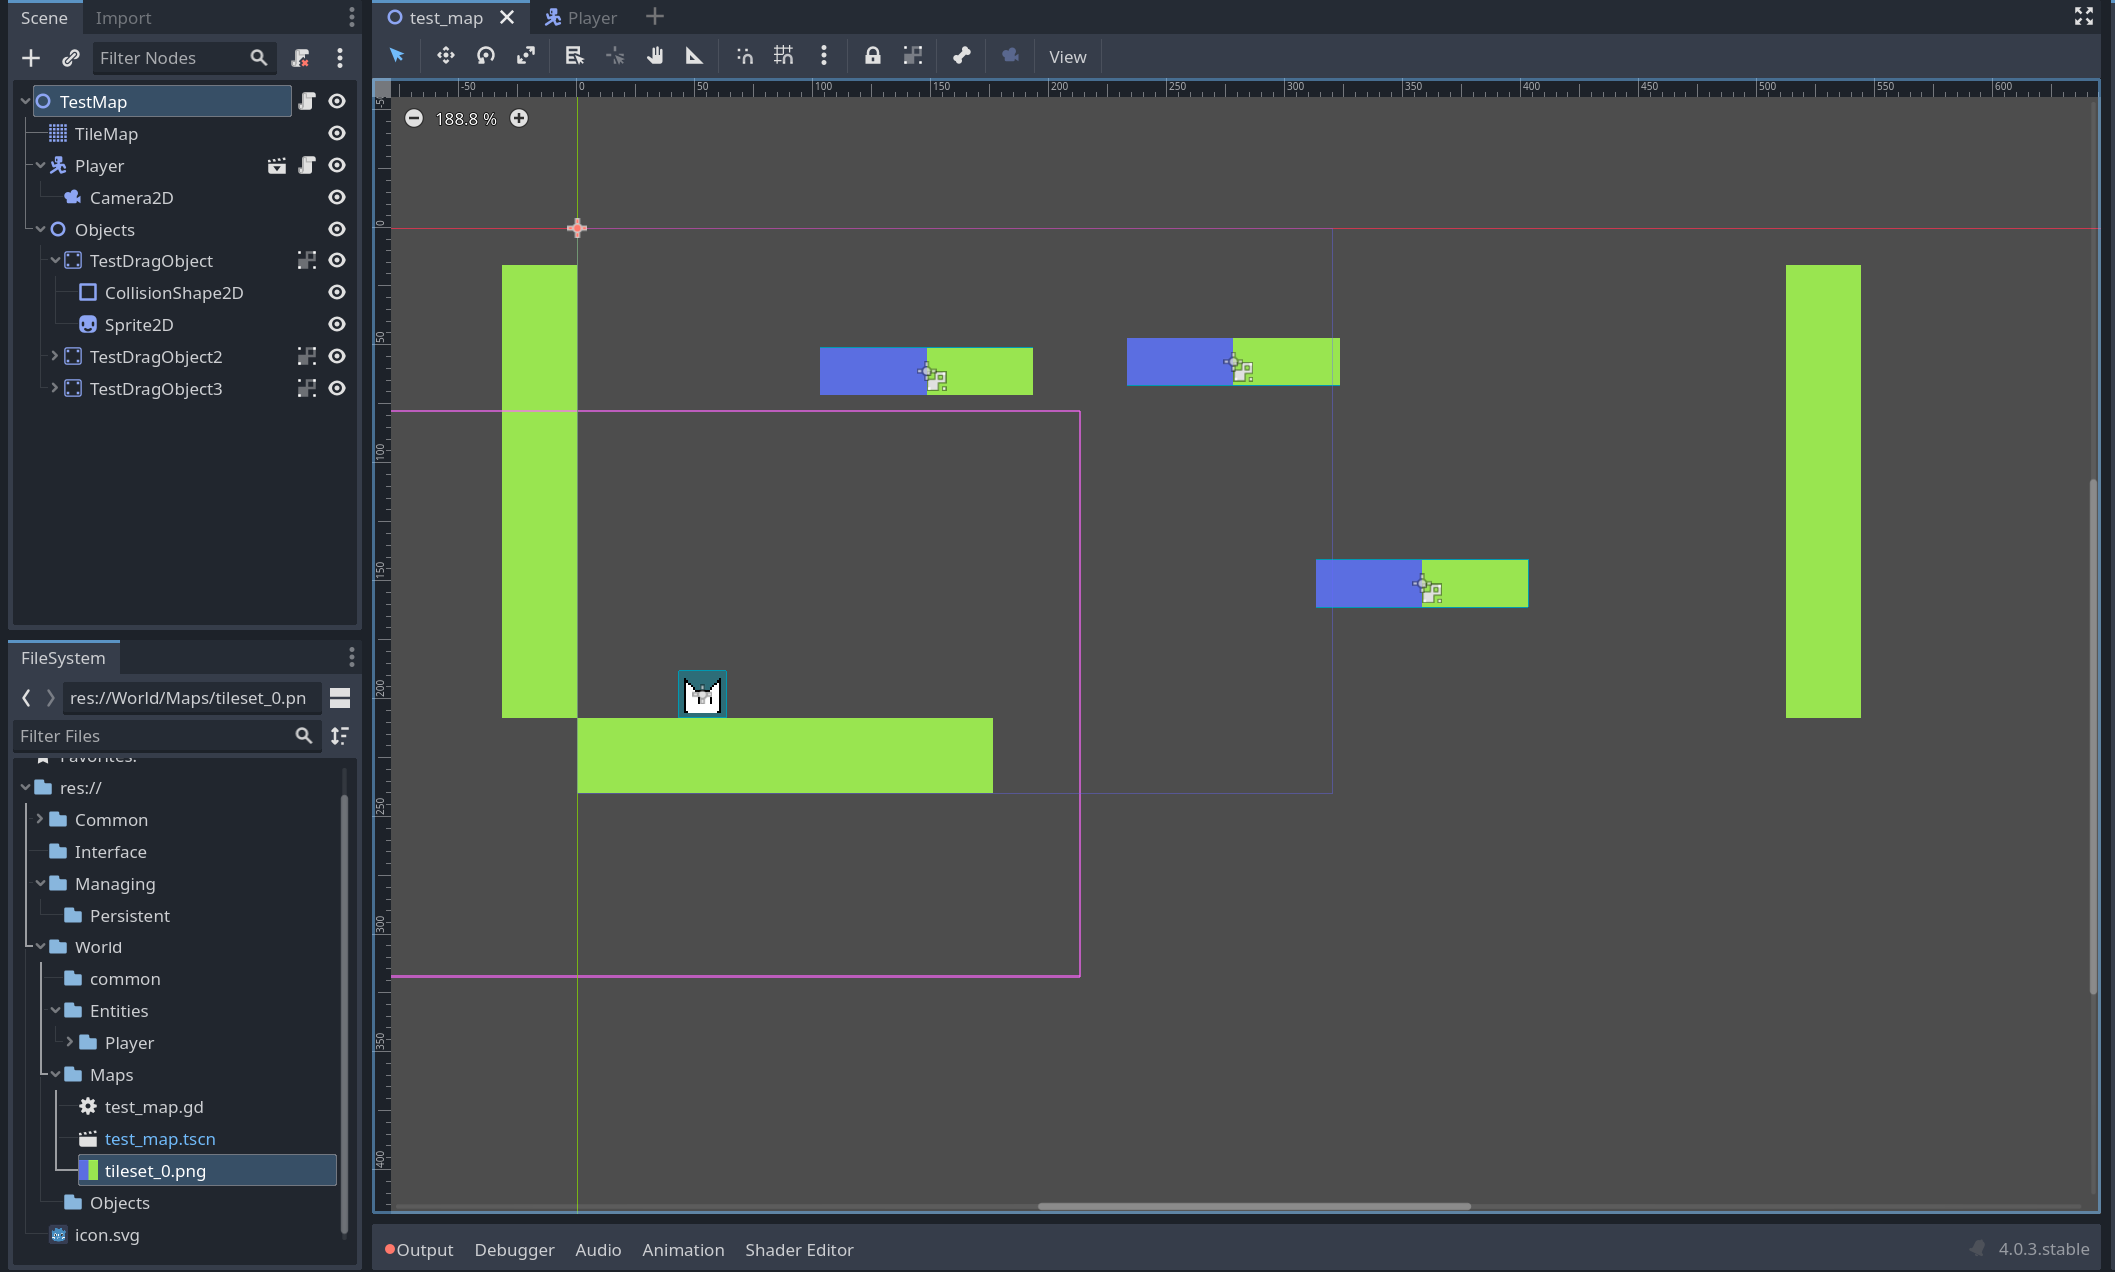 Scene Import
Filter Nodes
TestMap
TileMap
Player
Camera2D
Objects
TestDragObject
CollisionShape2D
Sprite2D
TestDragObject2
TestDragObject3
FileSystem
res://World/Maps/tileset_0.pn
Filter Files
Favorites:
res://
Common
Interface
Managing
Persistent
World
common
Entities
Player
Maps
test_map.gd
test_map.tscn
tileset_0.png
Objects
icon.svg
test_map Player
View
-50 0 50 100 150 200 250 300 350 400 450 500 550 600
188.8 %
0
50
100
150
200
250
300
350
400
Output Debugger Audio Animation Shader Editor
4.0.3.stable